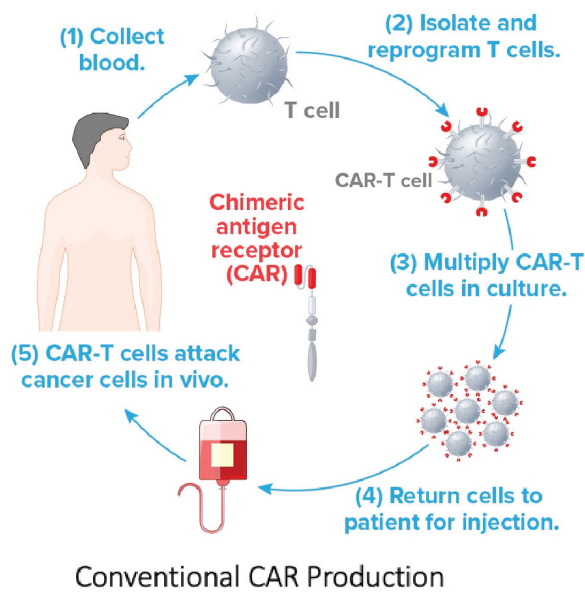 (1) Collect
blood.
T cell
(2) Isolate and
reprogram T cells.
CAR-T cell
Chimeric
antigen
receptor
(CAR)
(3) Multiply CAR-T
cells in culture.
(4) Return cells to
patient for injection.
(5) CAR-T cells attack
cancer cells in vivo.
Conventional CAR Production